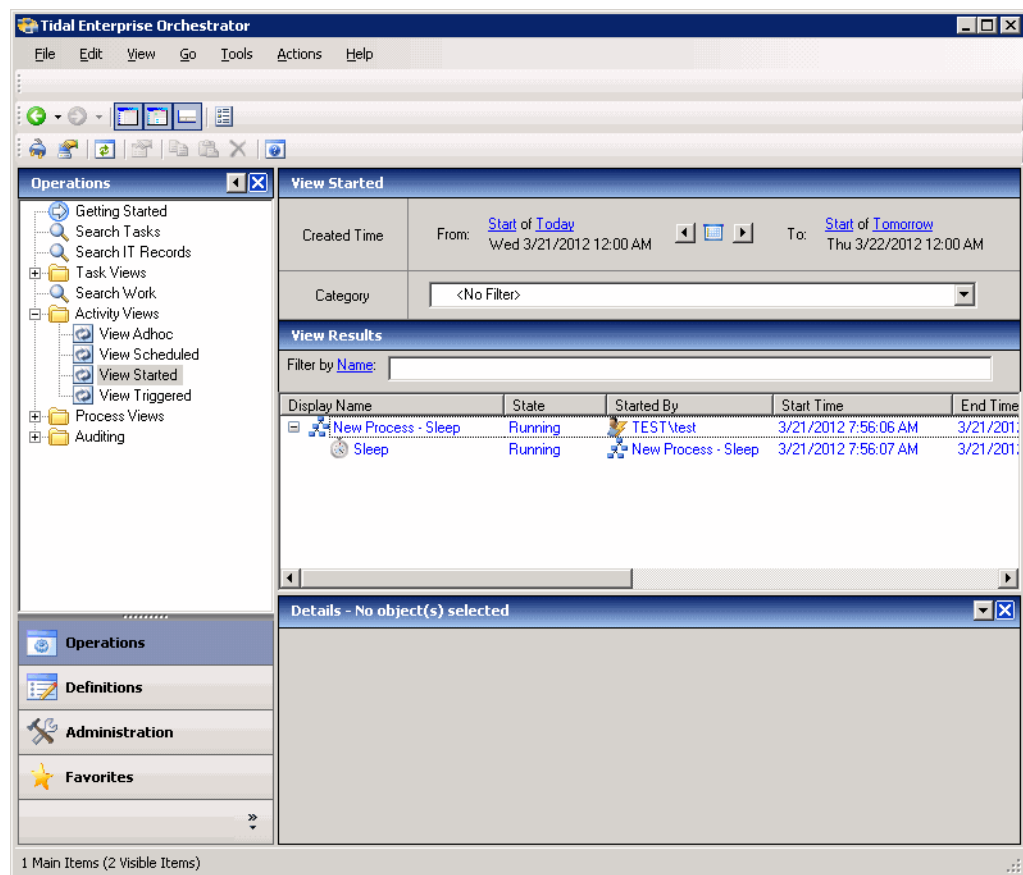 Tidal Enterprise Orchestrator
File Edit View Go Tools Actions Help
Operations
Getting Started
Search Tasks
Search IT Records
Task Views
Search Work
Activity Views
View Adhoc
View Scheduled
View Started
View Triggered
Process Views
Auditing
Operations
Definitions
Administration
Favorites
View Started
Created Time From: Start of Today To: Start of Tomorrow
Wed 3/21/2012 12:00 AM Thu 3/22/2012 12:00 AM
Category <No Filter>
View Results
Filter by Name:
Display Name State Started By Start Time End Time
New Process - Sleep Running TEST\test 3/21/2012 7:56:06 AM 3/21/201
Sleep Running New Process - Sleep 3/21/2012 7:56:07 AM 3/21/201
Details - No object(s) selected
1 Main Items (2 Visible Items)